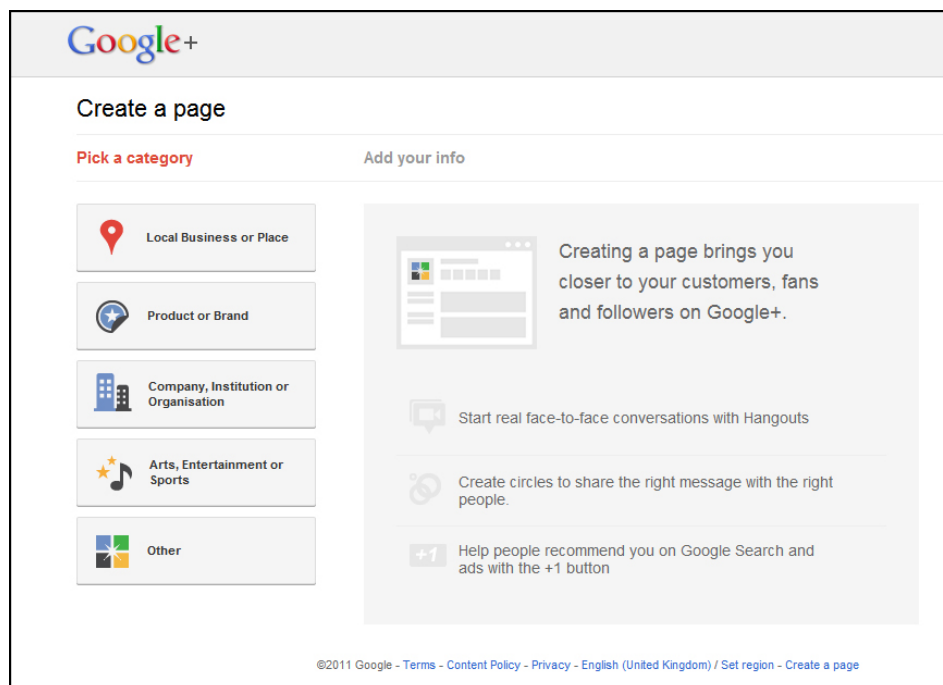 Google+
Create a page
Pick a category
Add your info
Local Business or Place
Product or Brand
Company, Institution or
Organisation
Arts, Entertainment or
Sports
Other
Creating a page brings you
closer to your customers, fans
and followers on Google+.
Start real face-to-face conversations with Hangouts
Create circles to share the right message with the right
people.
+1
Help people recommend you on Google Search and
ads with the +1 button
©2011 Google - Terms - Content Policy - Privacy - English (United Kingdom) / Set region - Create a page